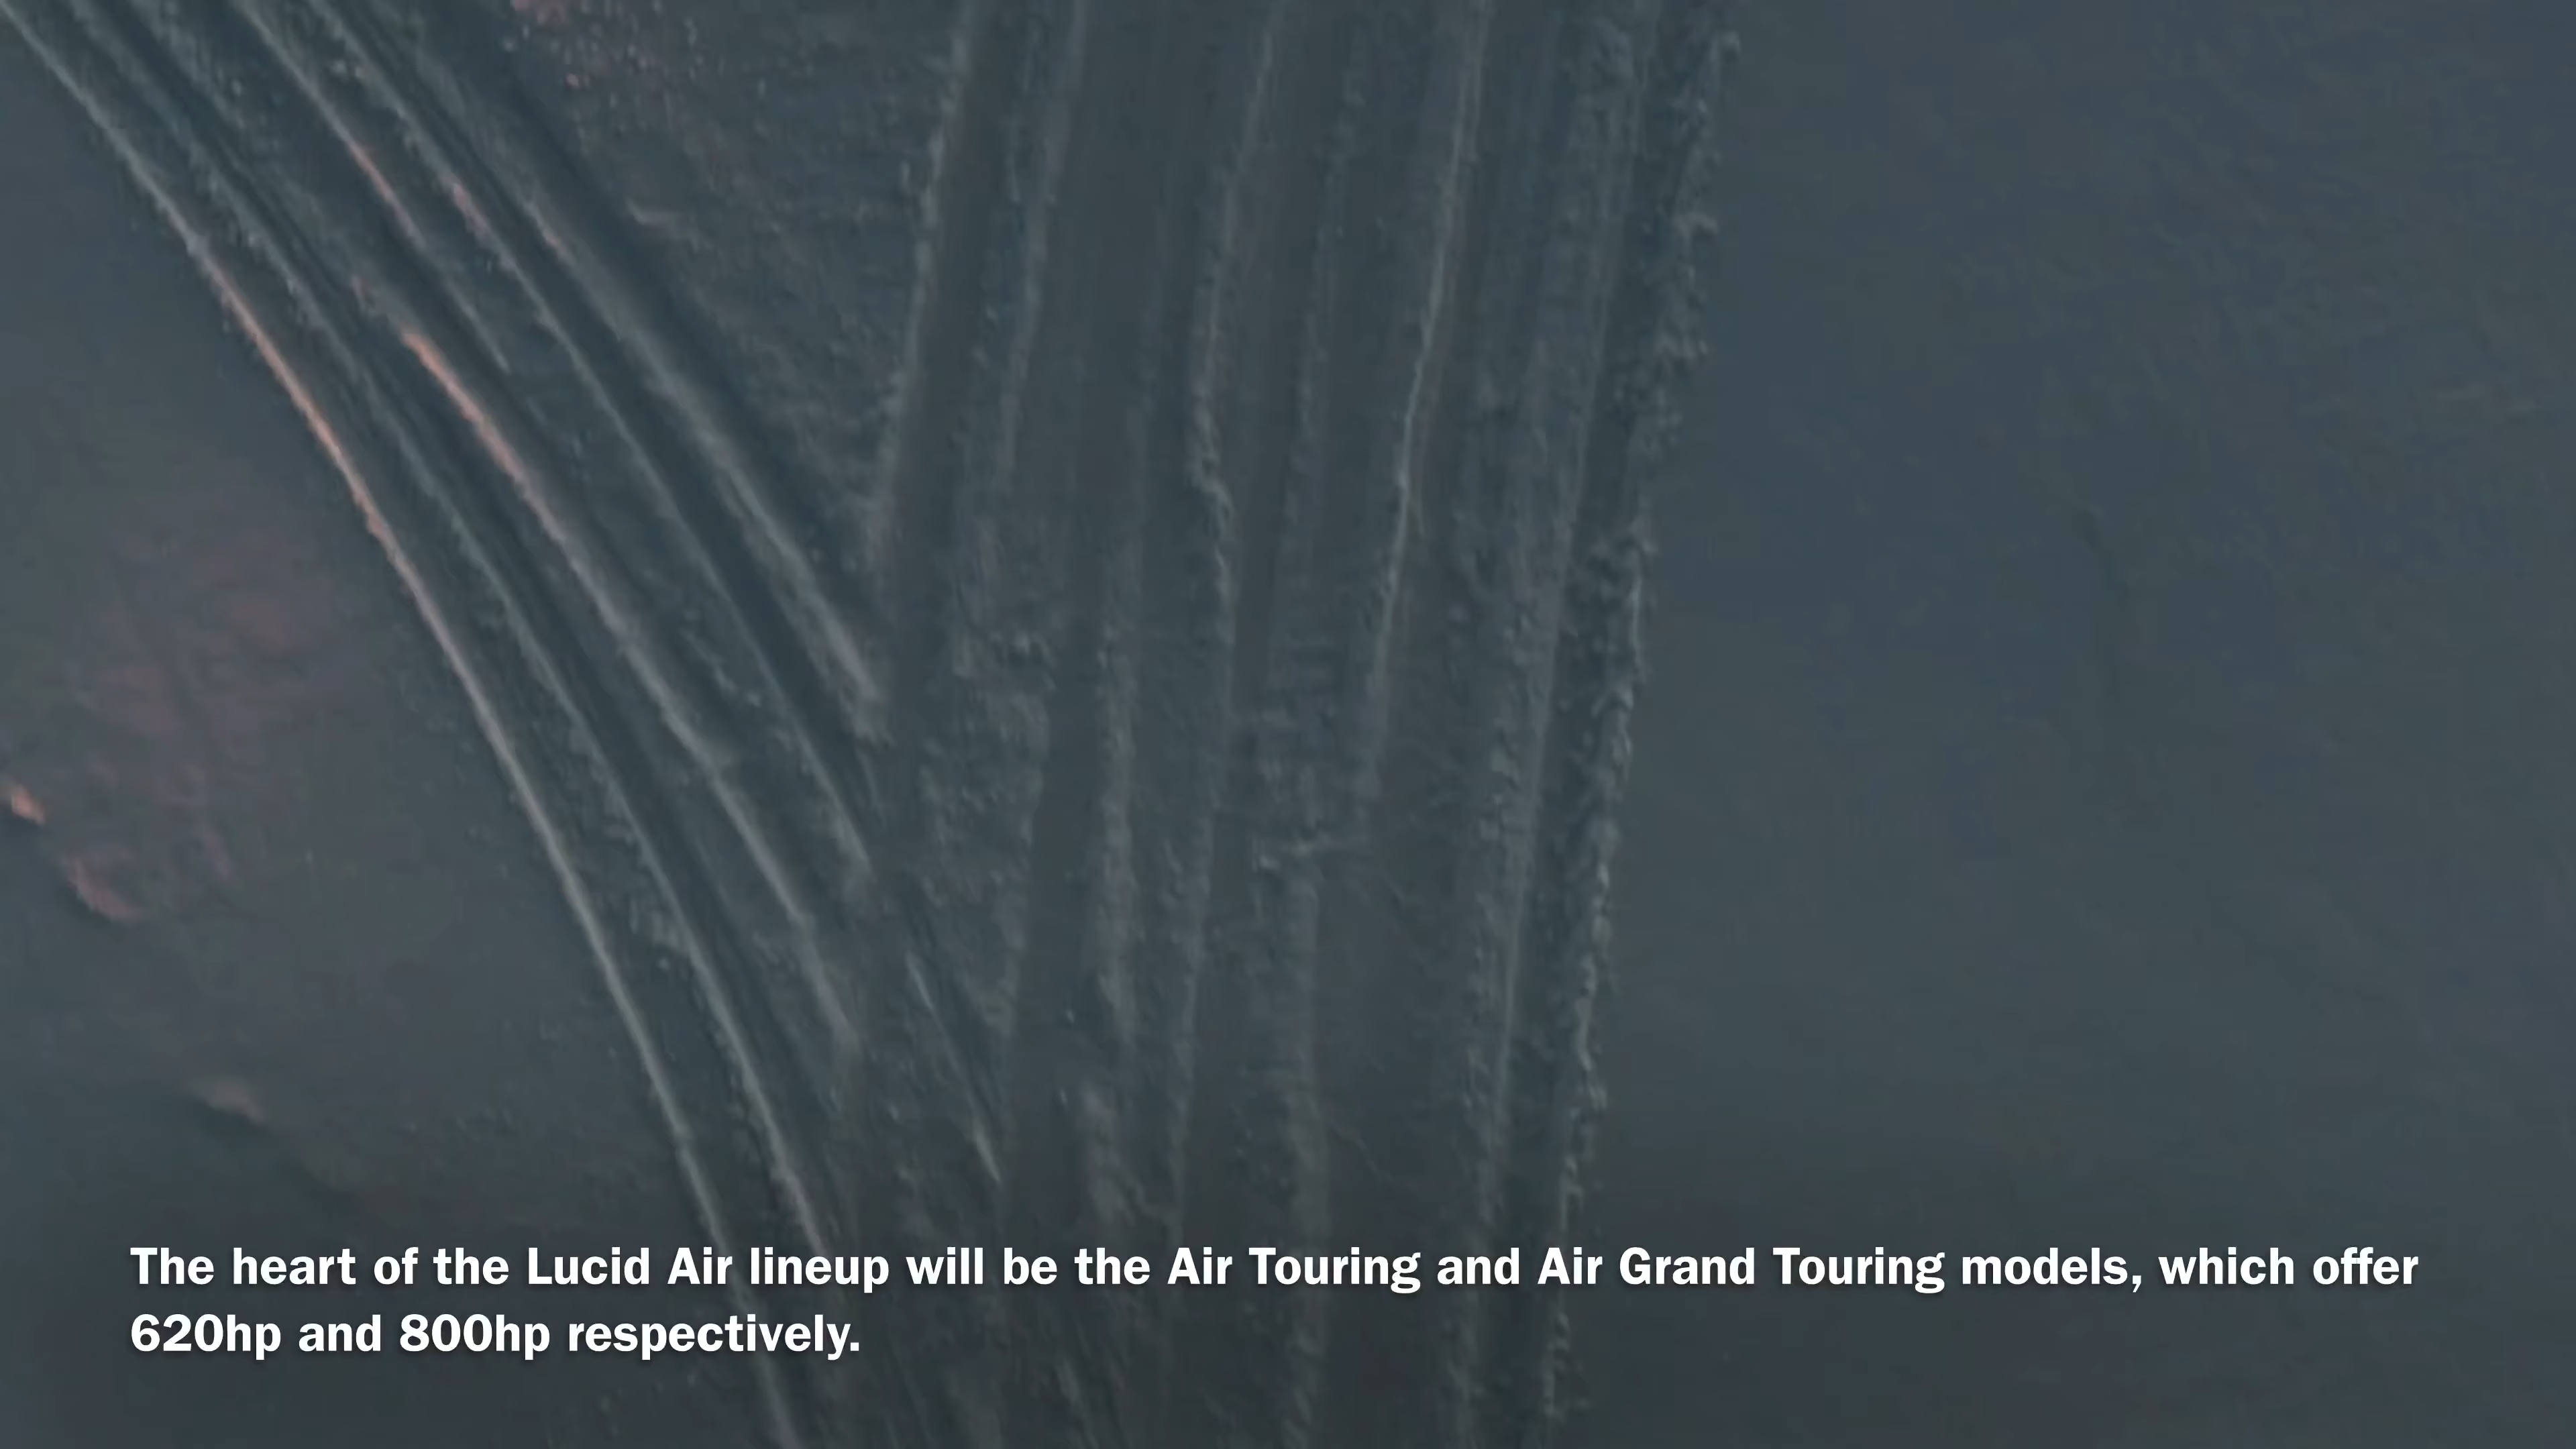 The heart of the Lucid Air lineup will be the Air Touring and Air Grand Touring models, which offer
620hp and 800hp respectively.